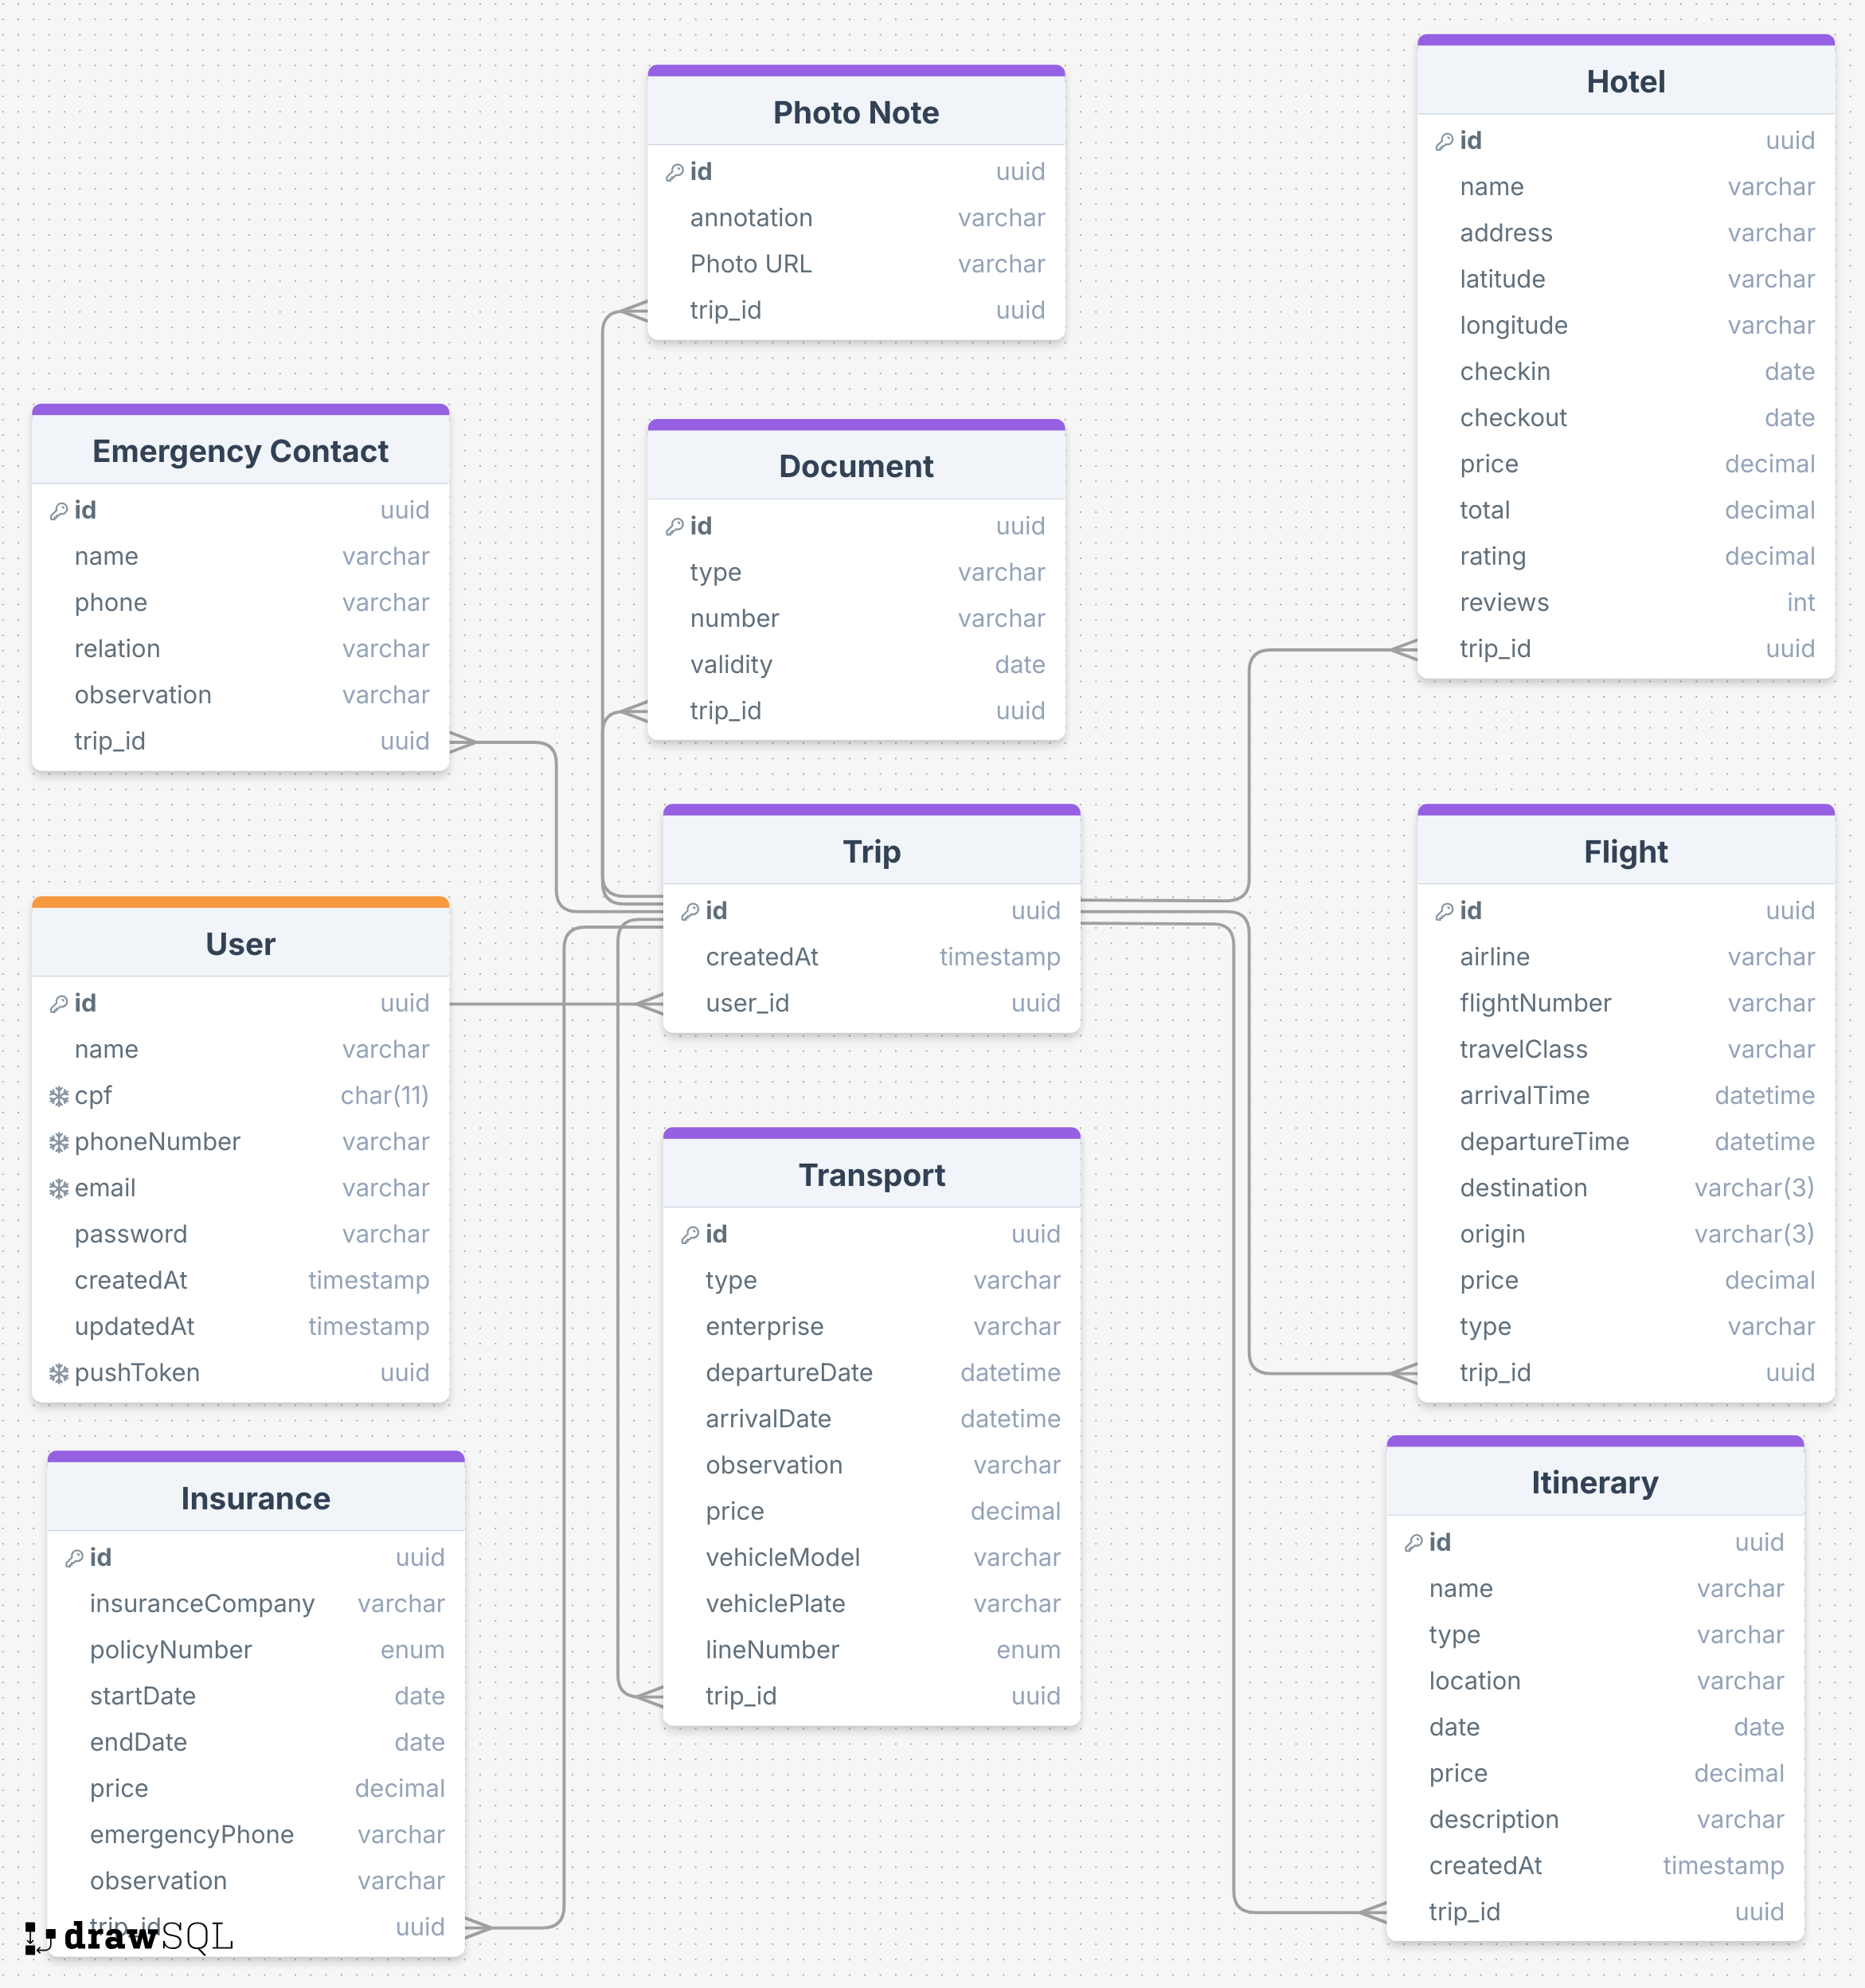 Photo Note
id uuid
annotation varchar
Photo URL varchar
trip_id uuid
Hotel
id uuid
name varchar
address varchar
latitude varchar
longitude varchar
checkin date
checkout date
price decimal
total decimal
rating decimal
reviews int
trip_id uuid
Emergency Contact
id uuid
name varchar
phone varchar
relation varchar
observation varchar
trip_id uuid
Document
id uuid
type varchar
number varchar
validity date
trip_id uuid
Trip
id uuid
createdAt timestamp
user_id uuid
Flight
id uuid
airline varchar
flightNumber varchar
travelClass varchar
arrivalTime datetime
departureTime datetime
destination varchar(3)
origin varchar(3)
price decimal
type varchar
trip_id uuid
User
id uuid
name varchar
cpf char(11)
phoneNumber varchar
email varchar
password varchar
createdAt timestamp
updatedAt timestamp
pushToken uuid
Transport
id uuid
type varchar
enterprise varchar
departureDate datetime
arrivalDate datetime
observation varchar
price decimal
vehicleModel varchar
vehiclePlate varchar
lineNumber enum
trip_id uuid
Insurance
id uuid
insuranceCompany varchar
policyNumber enum
startDate date
endDate date
price decimal
emergencyPhone varchar
observation varchar
trip_id uuid
Itinerary
id uuid
name varchar
type varchar
location varchar
date date
price decimal
description varchar
createdAt timestamp
trip_id uuid
drawSQL